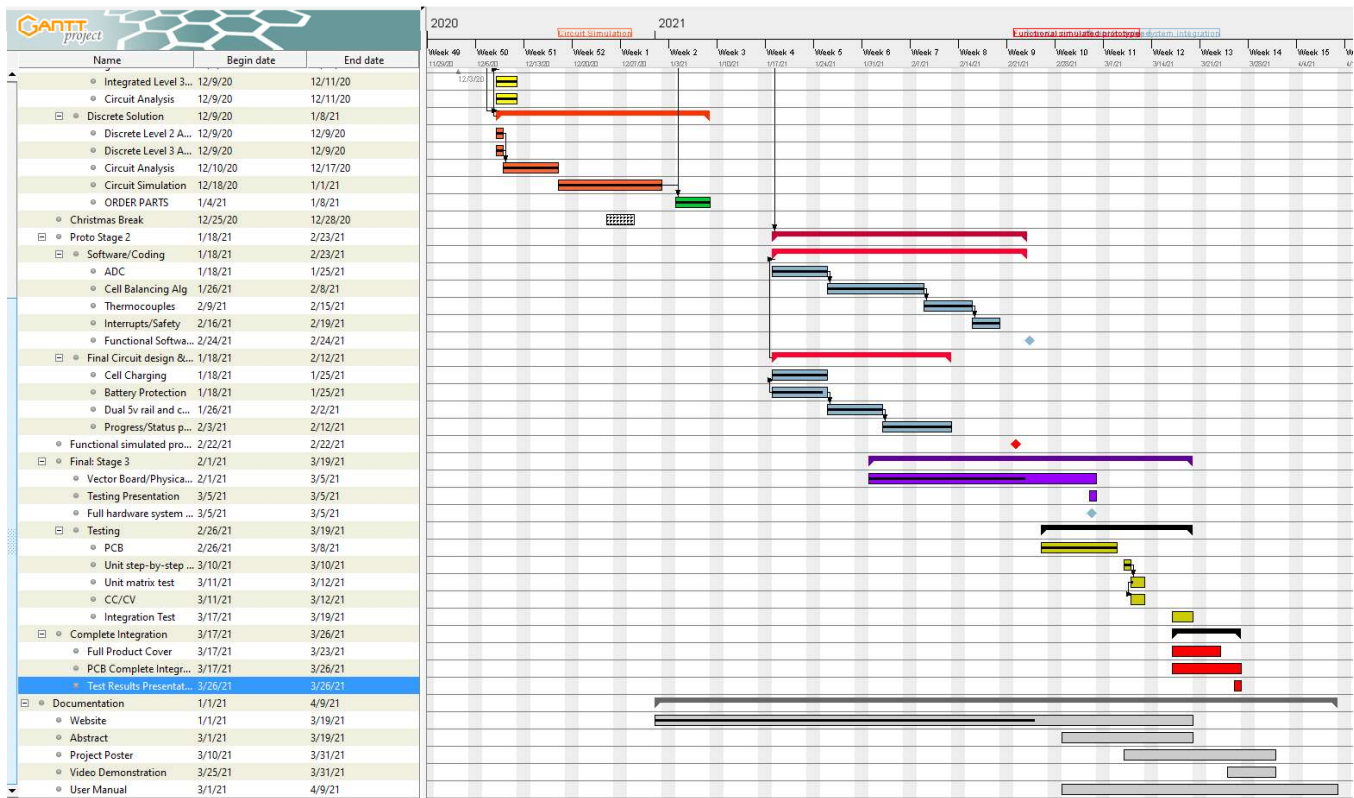 GANTT
project
2020 2021
Circuit Simulation Functional simulated prototype system integration
Name Begin date End date
Week 49 Week 50 Week 51 Week 52 Week 1 Week 2 Week 3 Week 4 Week 5 Week 6 Week 7 Week 8 Week 9 Week 10 Week 11 Week 12 Week 13 Week 14 Week 15
11/29/20 12/6/20 12/13/20 12/20/20 12/27/20 1/3/21 1/10/21 1/17/21 1/24/21 1/31/21 2/7/21 2/14/21 2/21/21 2/28/21 3/7/21 3/14/21 3/21/21 3/28/21 4/4/21
12/3/20
Integrated Level 3... 12/9/20 12/11/20
Circuit Analysis 12/9/20 12/11/20
Discrete Solution 12/9/20 1/8/21
Discrete Level 2 A... 12/9/20 12/9/20
Discrete Level 3 A... 12/9/20 12/9/20
Circuit Analysis 12/10/20 12/17/20
Circuit Simulation 12/18/20 1/1/21
ORDER PARTS 1/4/21 1/8/21
Christmas Break 12/25/20 12/28/20
Proto Stage 2 1/18/21 2/23/21
Software/Coding 1/18/21 2/23/21
ADC 1/18/21 1/25/21
Cell Balancing Alg 1/26/21 2/8/21
Thermocouples 2/9/21 2/15/21
Interrupts/Safety 2/16/21 2/19/21
Functional Softwa... 2/24/21 2/24/21
Final Circuit design &... 1/18/21 2/12/21
Cell Charging 1/18/21 1/25/21
Battery Protection 1/18/21 1/25/21
Dual 5v rail and c... 1/26/21 2/2/21
Progress/Status p... 2/3/21 2/12/21
Functional simulated pro... 2/22/21 2/22/21
Final: Stage 3 2/1/21 3/19/21
Vector Board/Physica... 2/1/21 3/5/21
Testing Presentation 3/5/21 3/5/21
Full hardware system ... 3/5/21 3/5/21
Testing 2/26/21 3/19/21
PCB 2/26/21 3/8/21
Unit step-by-step ... 3/10/21 3/10/21
Unit matrix test 3/11/21 3/12/21
CC/CV 3/11/21 3/12/21
Integration Test 3/17/21 3/19/21
Complete Integration 3/17/21 3/26/21
Full Product Cover 3/17/21 3/23/21
PCB Complete Integr... 3/17/21 3/26/21
Test Results Presentat... 3/26/21 3/26/21
Documentation 1/1/21 4/9/21
Website 1/1/21 3/19/21
Abstract 3/1/21 3/19/21
Project Poster 3/10/21 3/31/21
Video Demonstration 3/25/21 3/31/21
User Manual 3/1/21 4/9/21